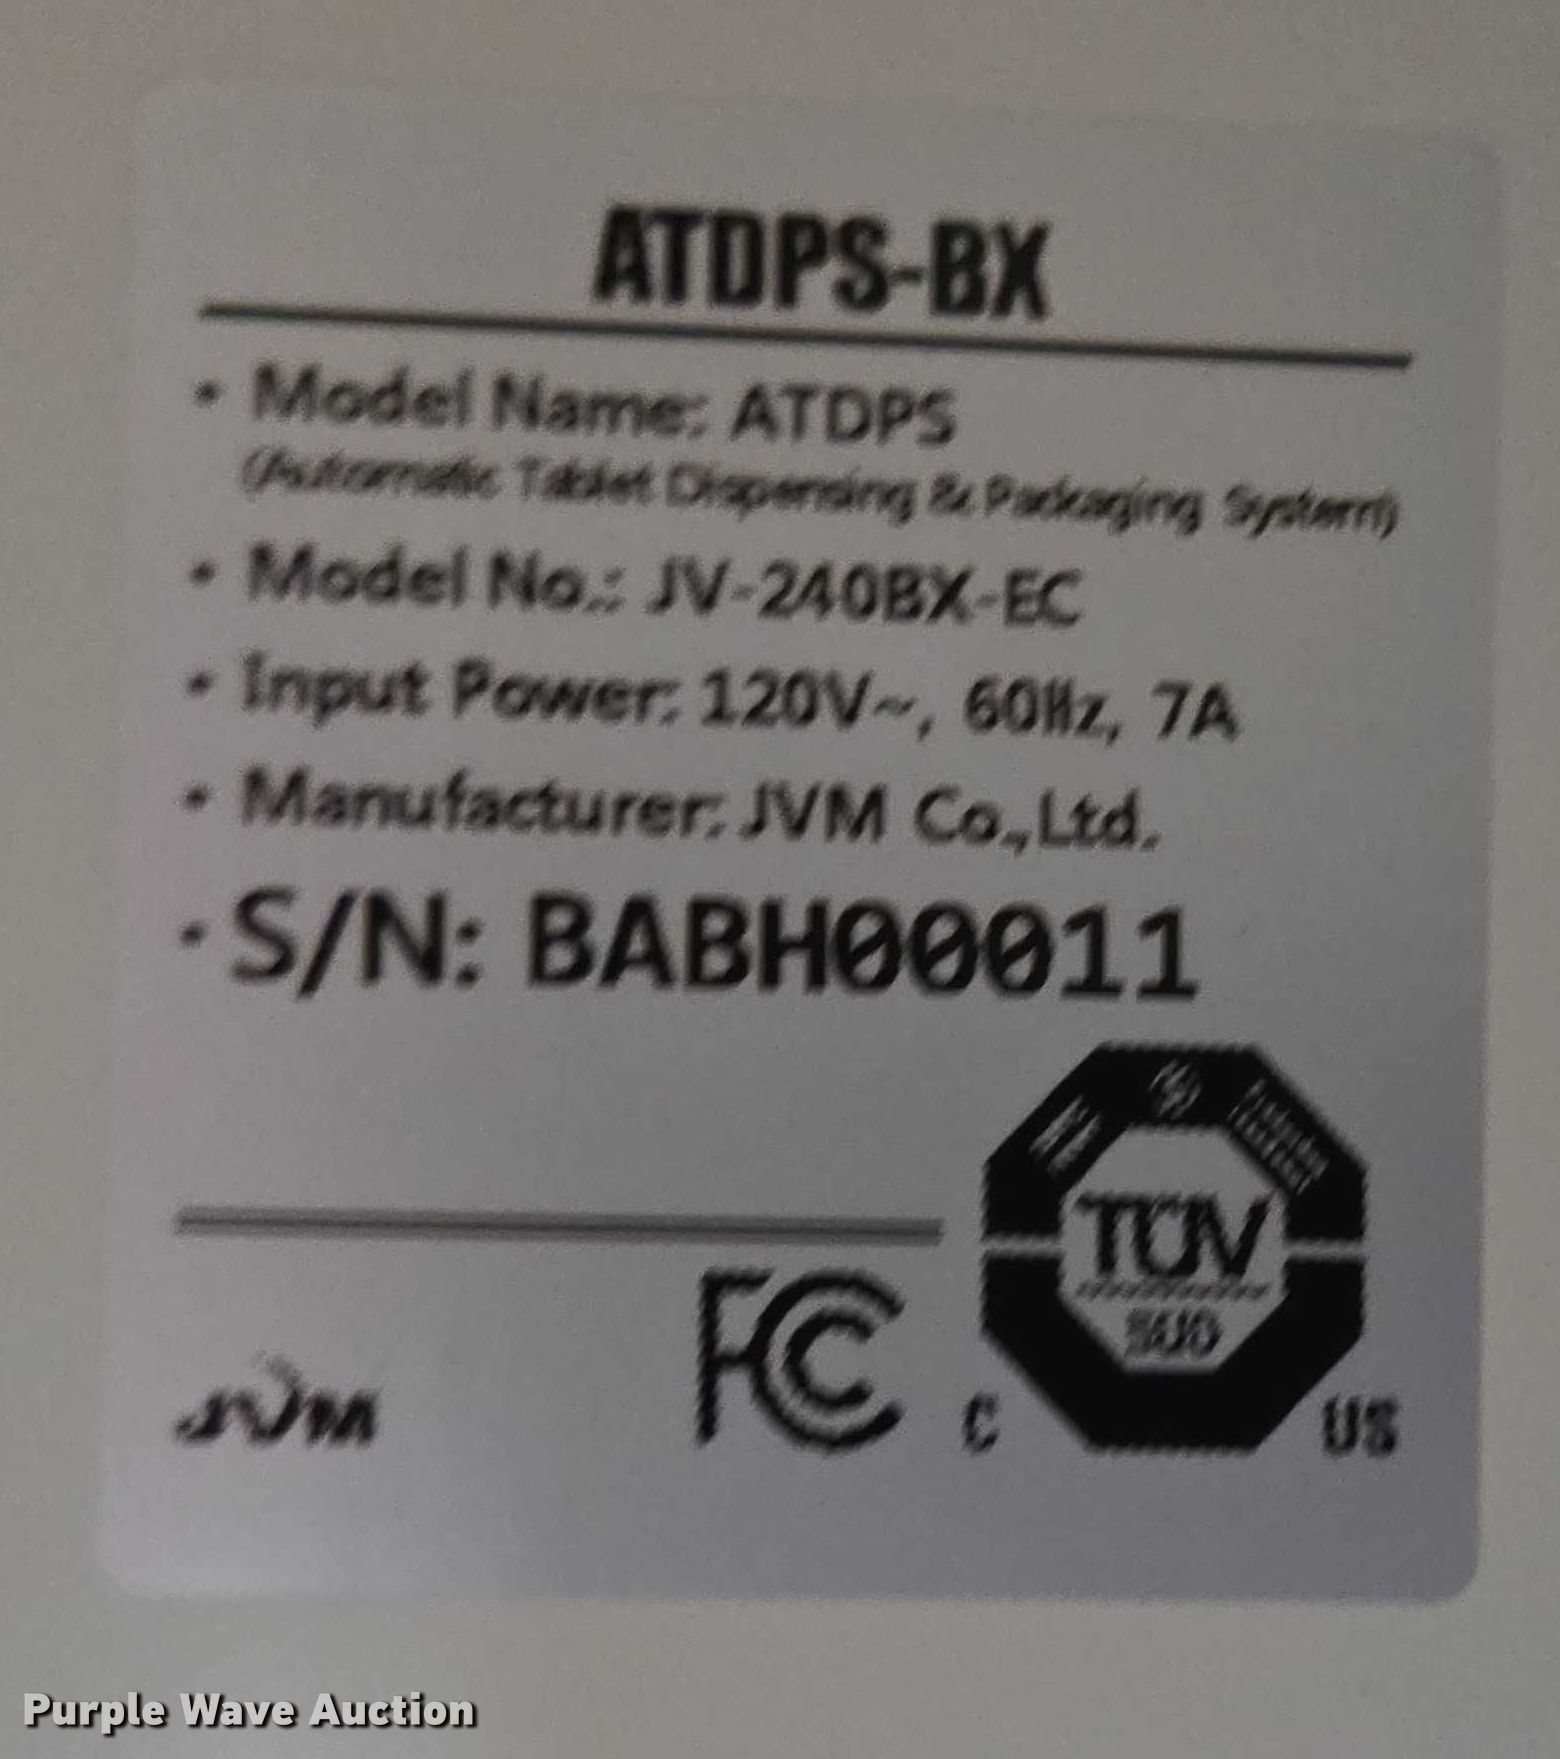 ATDPS-BX
• Model Name: ATDPS
(Automatic Tablet Dispensing & Packaging System)
• Model No.: JV-240BX-EC
• Input Power: 120V~, 60Hz, 7A
• Manufacturer: JVM Co.,Ltd.
• S/N: BABH00011
TÜV
SÜD
JVM
FC
C
US
Purple Wave Auction